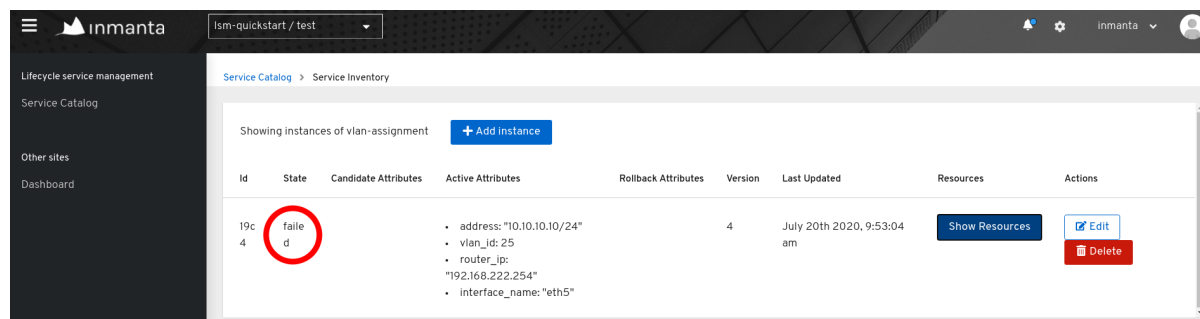 inmanta
lsm-quickstart / test
inmanta
Lifecycle service management
Service Catalog
Other sites
Dashboard
Service Catalog > Service Inventory
Showing instances of vlan-assignment
+ Add instance
Id State Candidate Attributes Active Attributes Rollback Attributes Version Last Updated Resources Actions
19c
4
faile
d
• address: "10.10.10.10/24"
• vlan_id: 25
• router_ip:
"192.168.222.254"
• interface_name: "eth5"
4
July 20th 2020, 9:53:04
am
Show Resources
Edit
Delete